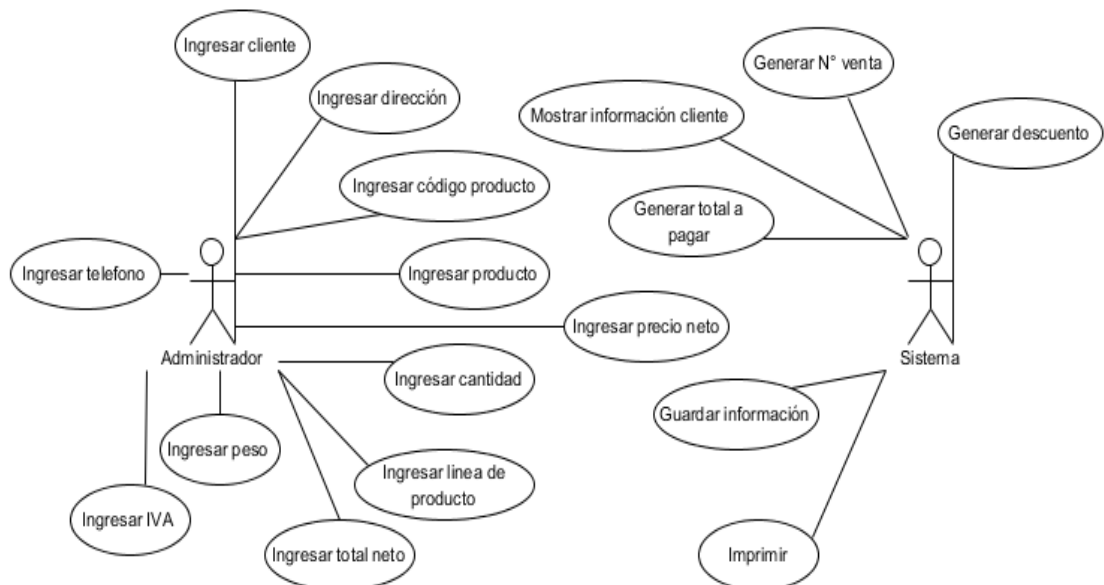 Ingresar cliente
Ingresar dirección
Ingresar código producto
Ingresar telefono
Ingresar producto
Ingresar precio neto
Administrador
Ingresar cantidad
Ingresar peso
Ingresar linea de
producto
Ingresar IVA
Ingresar total neto
Generar N° venta
Mostrar información cliente
Generar descuento
Generar total a
pagar
Sistema
Guardar información
Imprimir